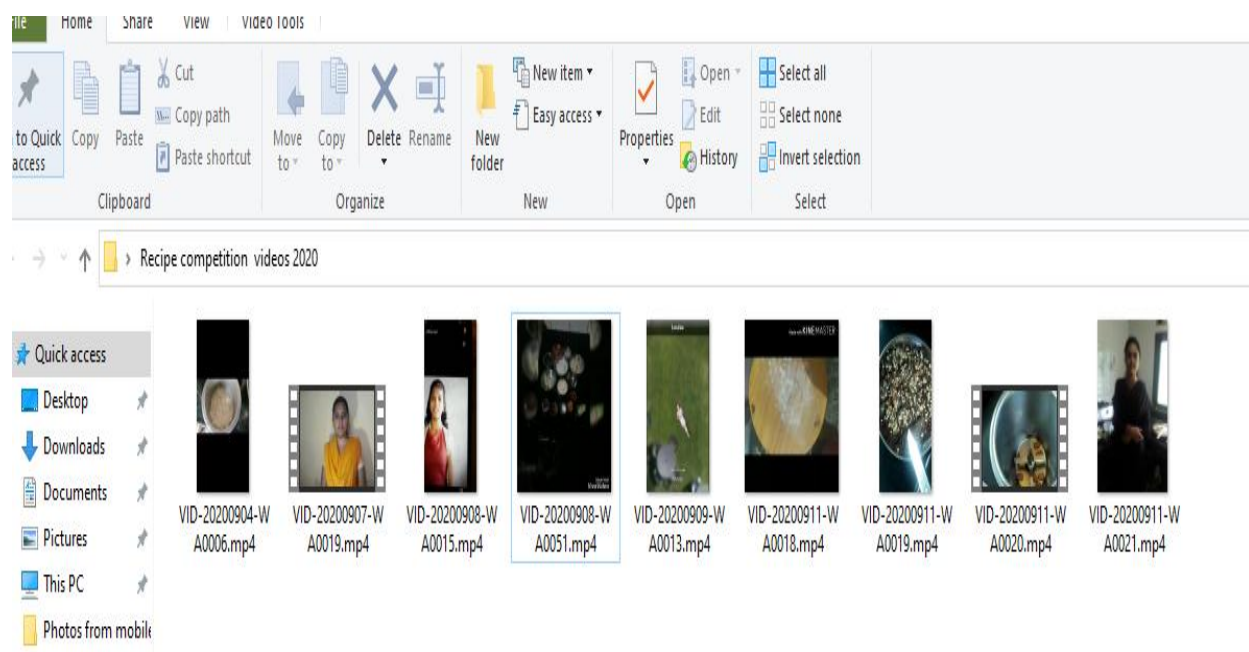 File Home Share View Video Tools
Cut
Copy path
Paste shortcut
to Quick access
Copy
Paste
Clipboard
Move to
Copy to
Delete
Rename
Organize
New folder
New item
Easy access
New
Properties
Open
Edit
History
Open
Select all
Select none
Invert selection
Select
Recipe competition videos 2020
Quick access
Desktop
Downloads
Documents
Pictures
This PC
Photos from mobile
made with KINEMASTER
VID-20200904-W
A0006.mp4
VID-20200907-W
A0019.mp4
VID-20200908-W
A0015.mp4
VID-20200908-W
A0051.mp4
VID-20200909-W
A0013.mp4
VID-20200911-W
A0018.mp4
VID-20200911-W
A0019.mp4
VID-20200911-W
A0020.mp4
VID-20200911-W
A0021.mp4